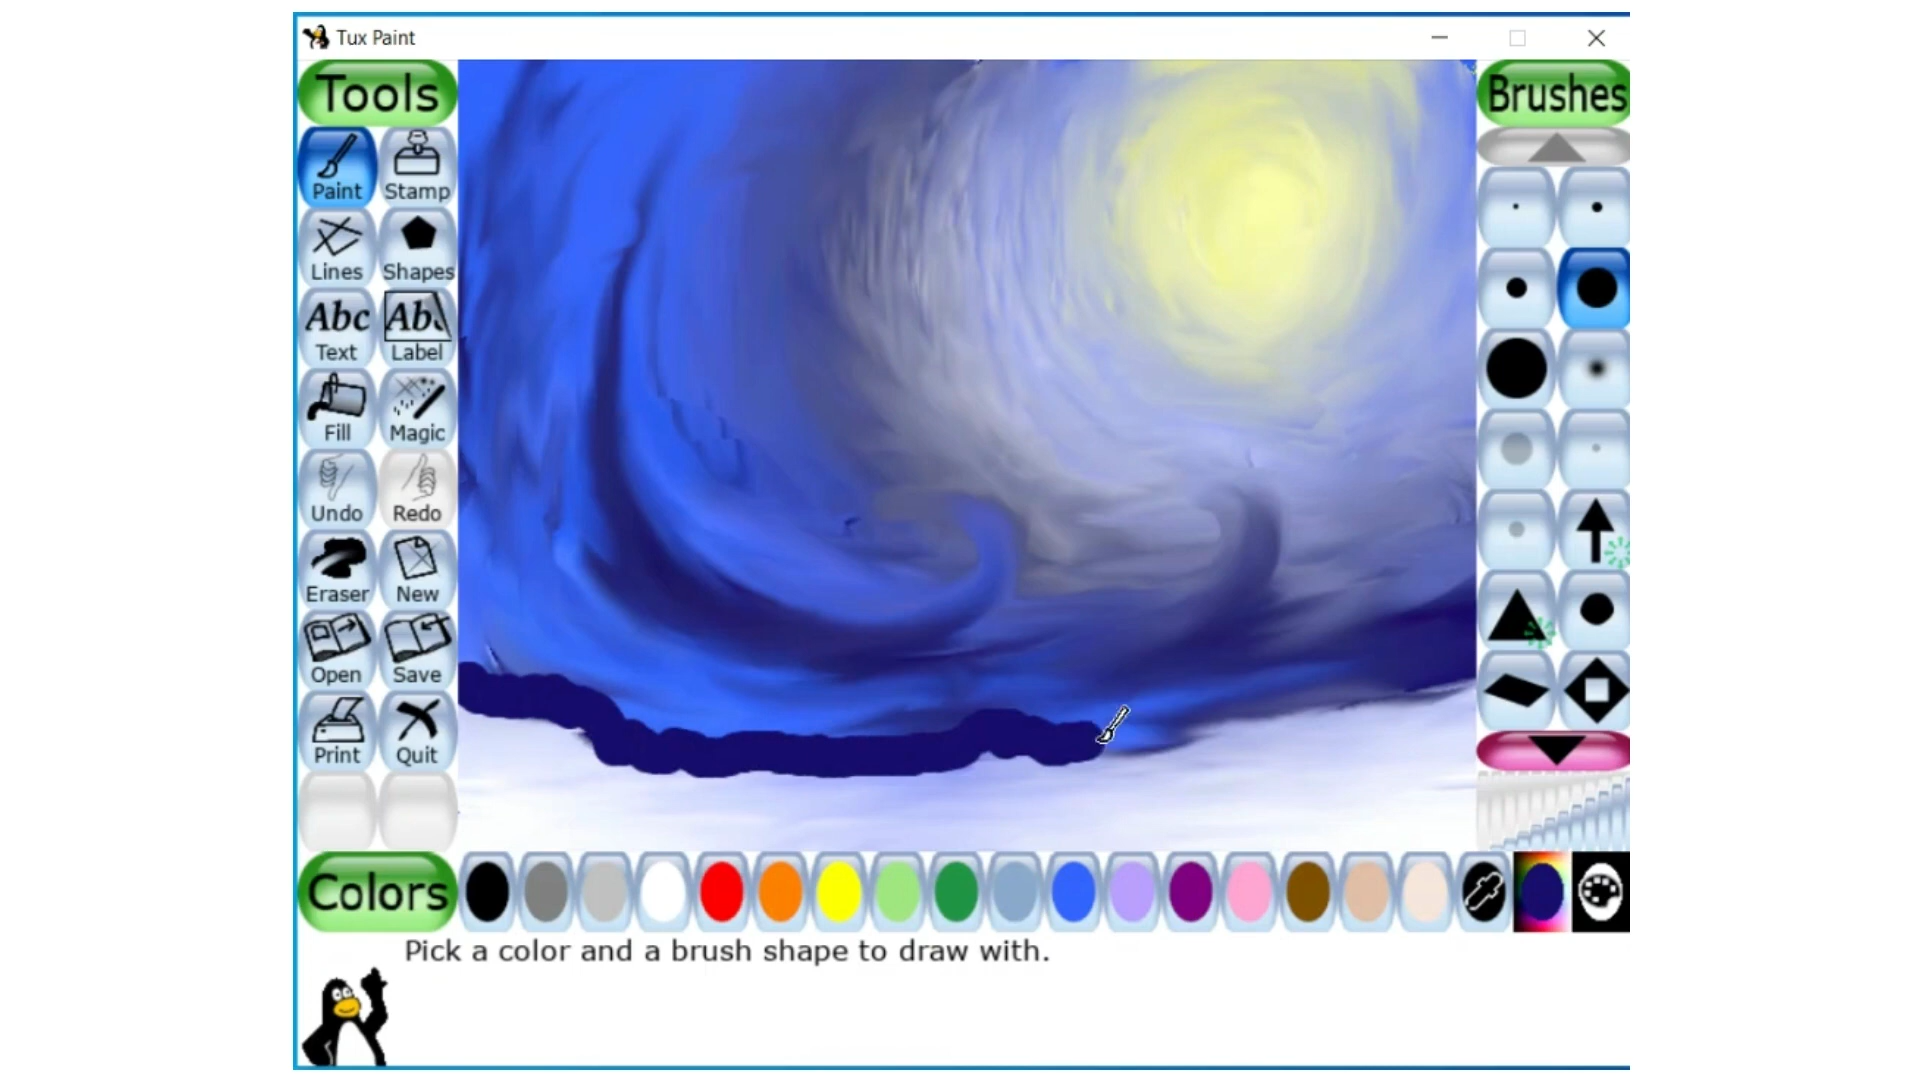 Tux Paint
Tools
Brushes
Paint Stamp
Lines Shapes
Abc Abc
Text Label
Fill Magic
Undo Redo
Eraser New
Open Save
Print Quit
Colors
Pick a color and a brush shape to draw with.